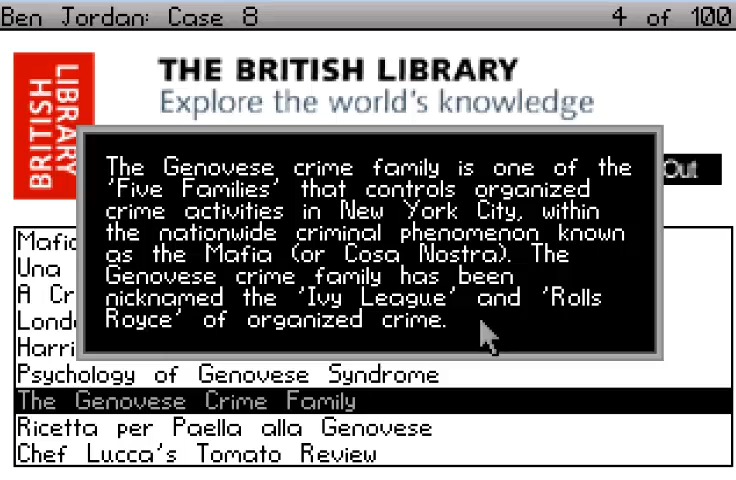 Ben Jordan: Case 8 4 of 100
BRITISH
LIBRARY
THE BRITISH LIBRARY
Explore the world's knowledge
Out
The Genovese crime family is one of the
'Five Families' that controls organized
crime activities in New York City, within
the nationwide criminal phenomenon known
as the Mafia (or Cosa Nostra). The
Genovese crime family has been
nicknamed the 'Ivy League' and 'Rolls
Royce' of organized crime.
Una
A
Psychology of Genovese Syndrome
The Genovese Crime Family
Ricetta per Paella alla Genovese
Chef Lucca's Tomato Review